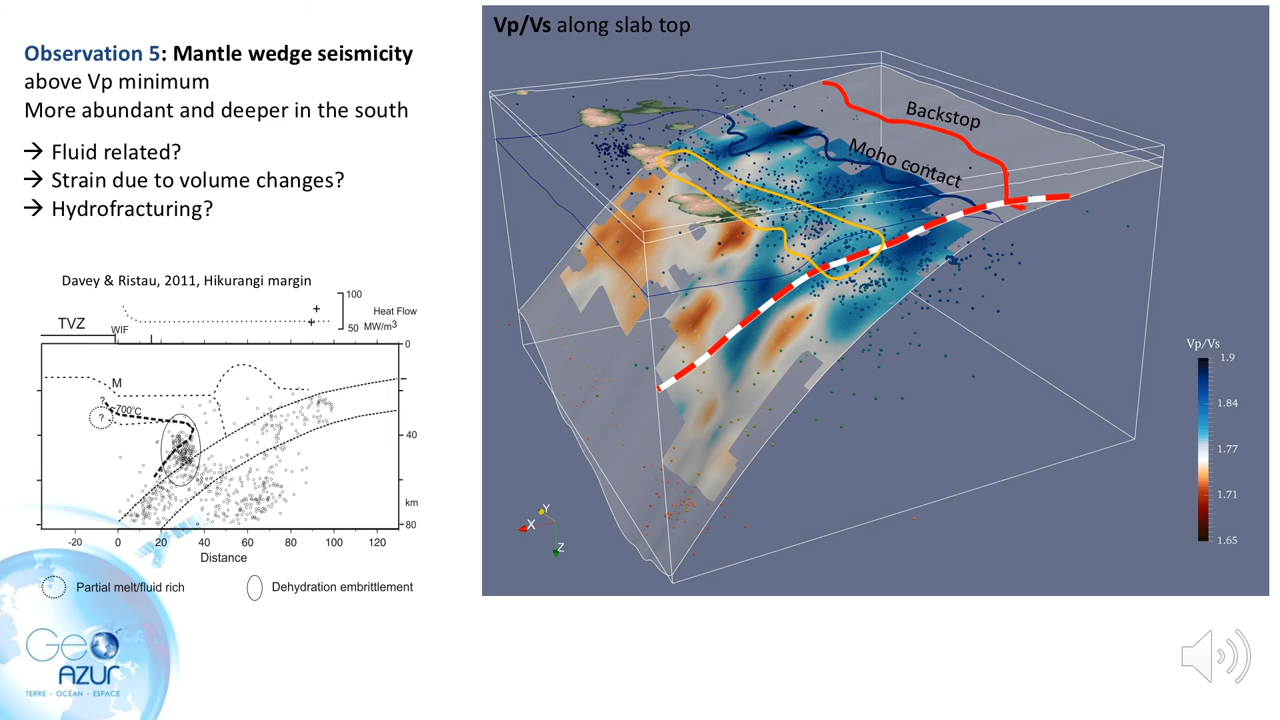 Observation 5: Mantle wedge seismicity
above Vp minimum
More abundant and deeper in the south
→ Fluid related?
→ Strain due to volume changes?
→ Hydrofracturing?
Davey & Ristau, 2011, Hikurangi margin
100
Heat Flow
50 MW/m3
TVZ
WIF
0
M
?
700°C
?
40
km
80
-20 0 20 40 60 80 100 120
Distance
Partial melt/fluid rich
Dehydration embrittlement
Geo
AZUR
TERRE - OCÉAN - ESPACE
Vp/Vs along slab top
Backstop
Moho contact
Vp/Vs
1.9
1.84
1.77
1.71
1.65
Y
X
Z